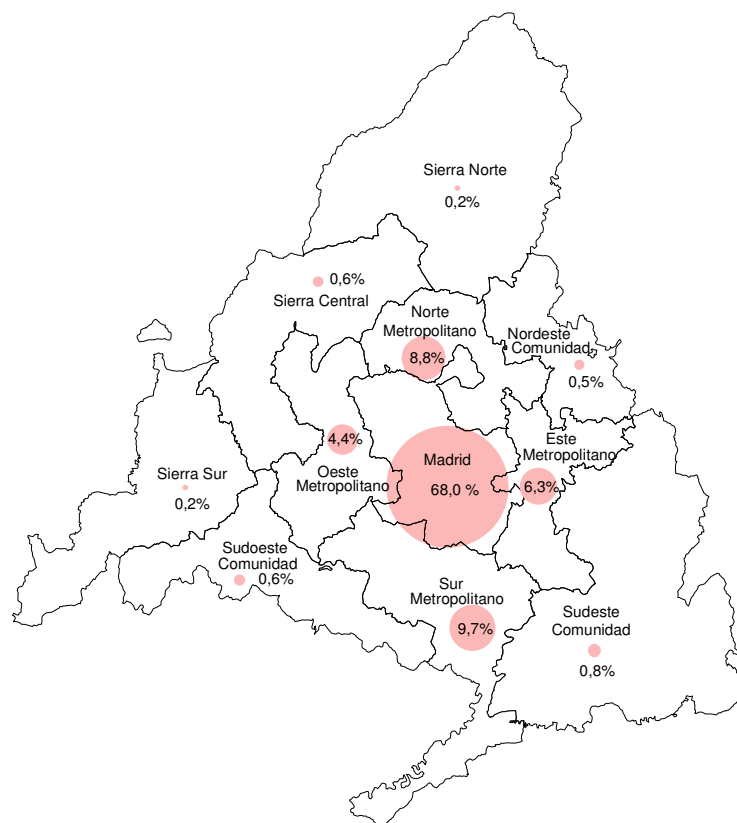 Sierra Norte
0,2%
0,6%
Sierra Central
Norte
Metropolitano
8,8%
Nordeste
Comunidad
0,5%
4,4%
Oeste
Metropolitano
Madrid
68,0 %
Este
Metropolitano
6,3%
Sierra Sur
0,2%
Sudoeste
Comunidad
0,6%
Sur
Metropolitano
9,7%
Sudeste
Comunidad
0,8%